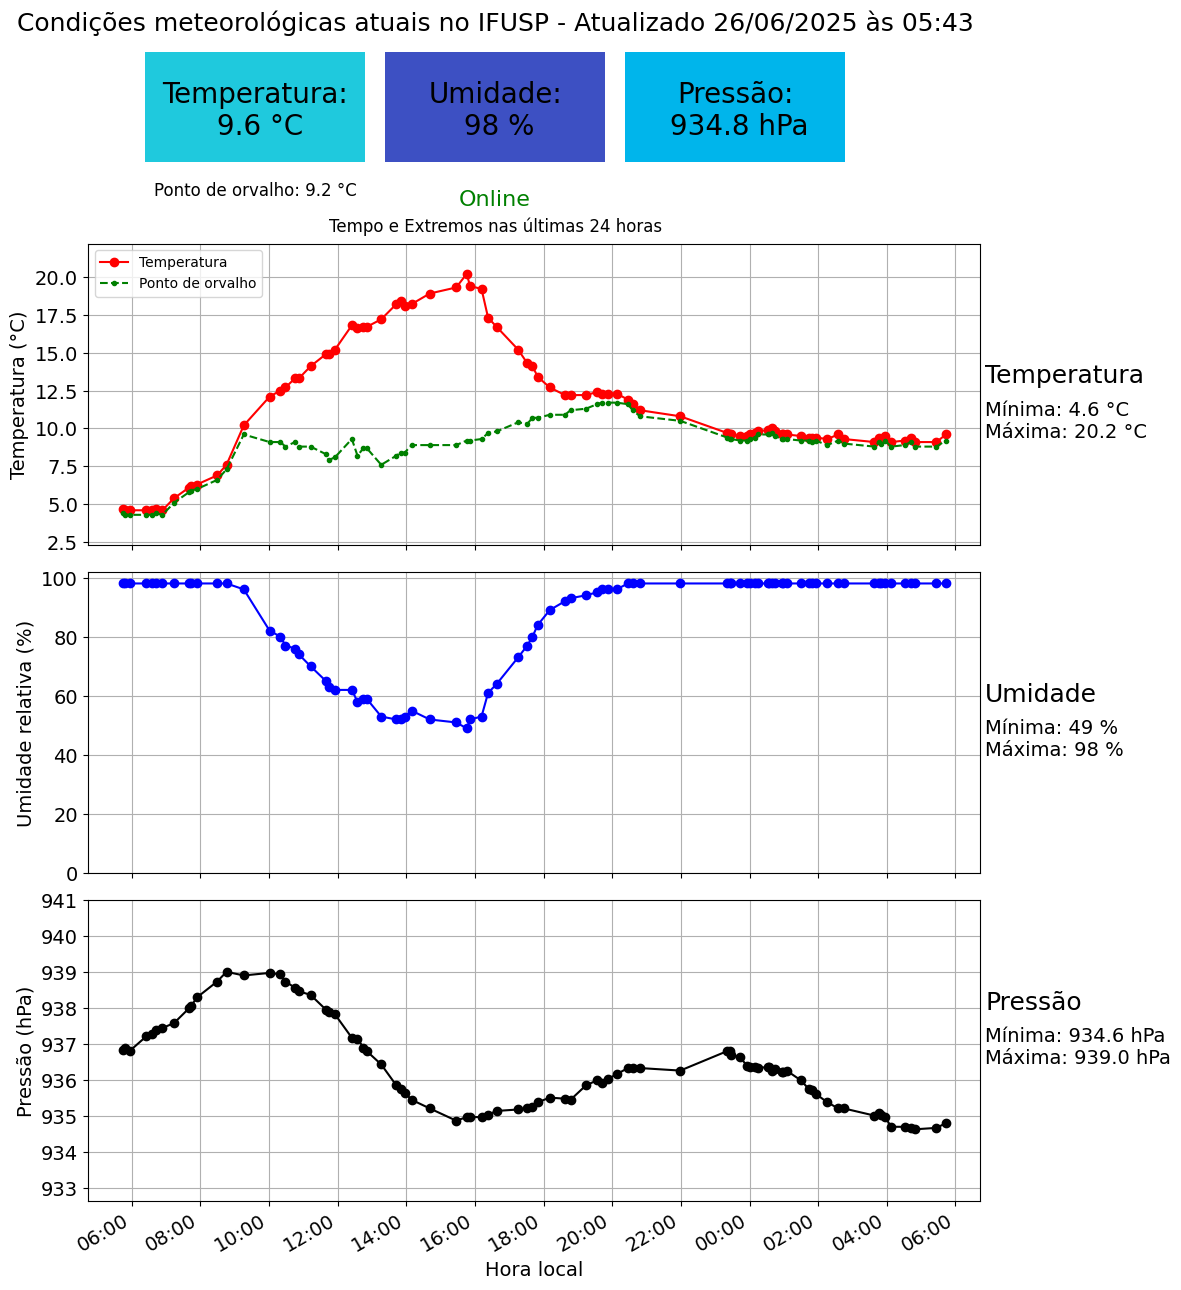 Condições meteorológicas atuais no IFUSP - Atualizado 26/06/2025 às 05:43
Temperatura:
9.6 °C
Umidade:
98 %
Pressão:
934.8 hPa
Ponto de orvalho: 9.2 °C
Online
Tempo e Extremos nas últimas 24 horas
Temperatura
Ponto de orvalho
Temperatura (°C)
20.0
17.5
15.0
12.5
10.0
7.5
5.0
2.5
Temperatura
Mínima: 4.6 °C
Máxima: 20.2 °C
Umidade relativa (%)
100
80
60
40
20
0
Umidade
Mínima: 49 %
Máxima: 98 %
Pressão (hPa)
941
940
939
938
937
936
935
934
933
Pressão
Mínima: 934.6 hPa
Máxima: 939.0 hPa
06:00
08:00
10:00
12:00
14:00
16:00
18:00
20:00
22:00
00:00
02:00
04:00
06:00
Hora local